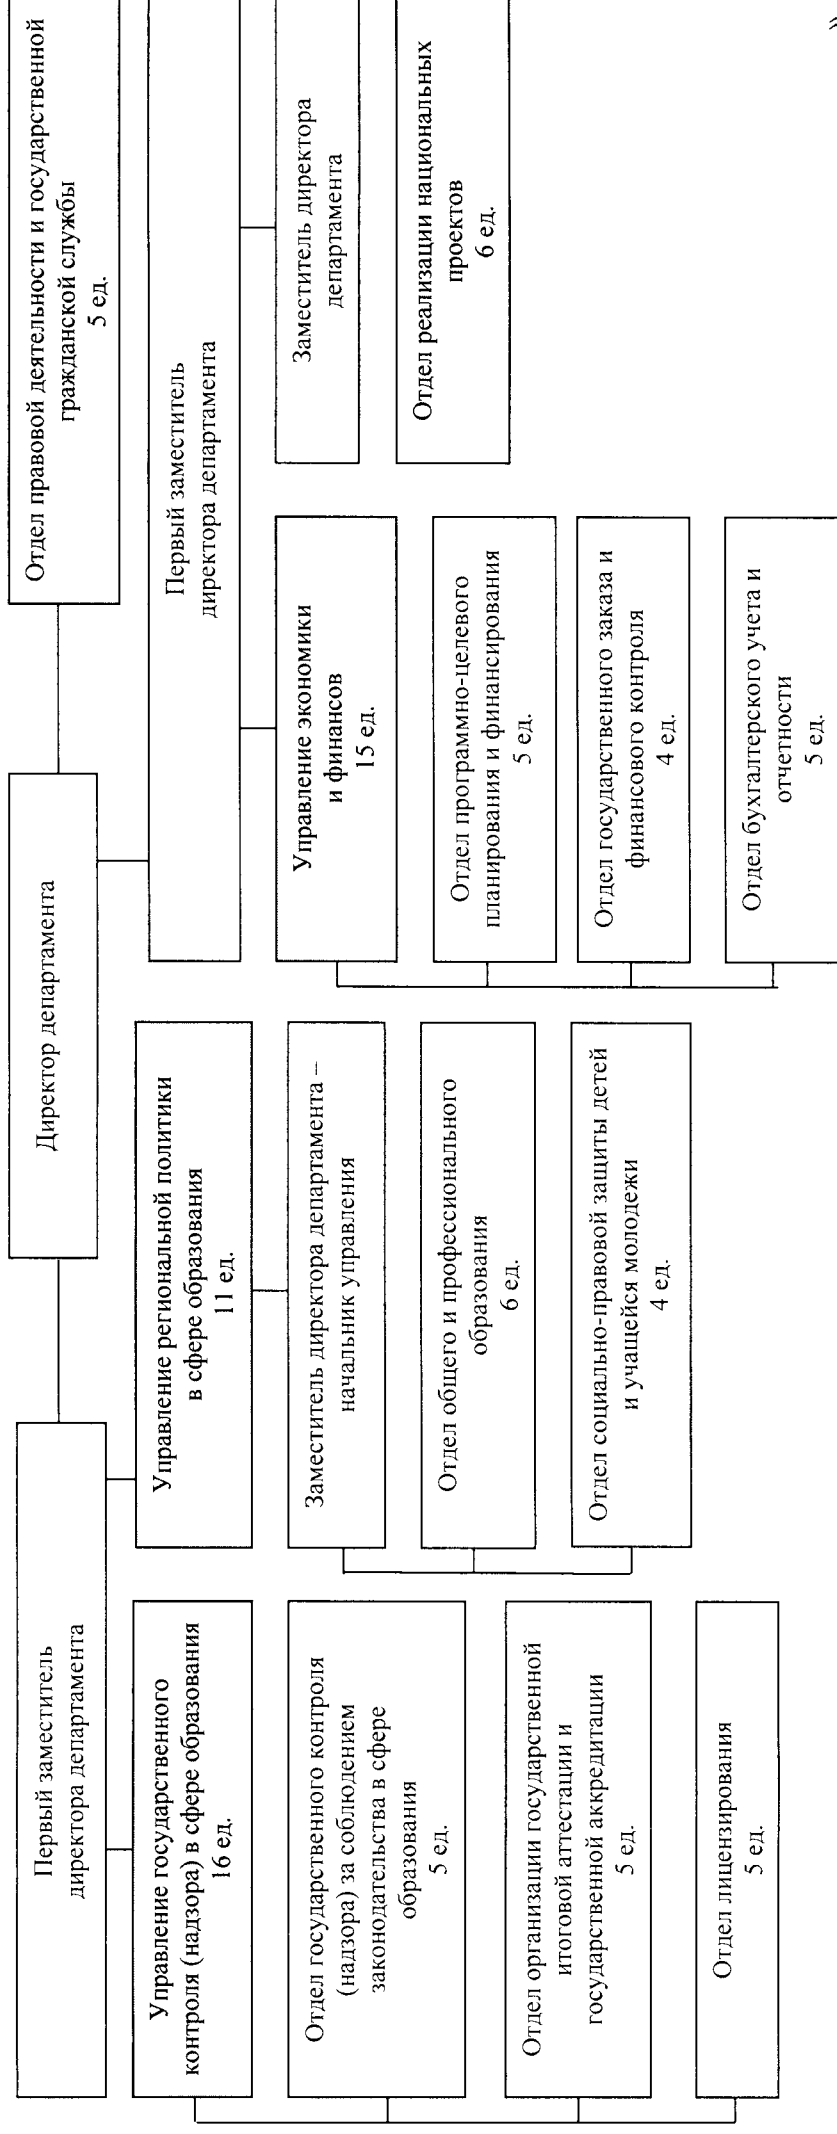 Директор департамента
Отдел правовой деятельности и государственной
гражданской службы
5 ед.
Первый заместитель
директора департамента
Управление государственного
контроля (надзора) в сфере образования
16 ед.
Отдел государственного контроля
(надзора) за соблюдением
законодательства в сфере
образования
5 ед.
Отдел организации государственной
итоговой аттестации и
государственной аккредитации
5 ед.
Отдел лицензирования
5 ед.
Управление региональной политики
в сфере образования
11 ед.
Заместитель директора департамента –
начальник управления
Отдел общего и профессионального
образования
6 ед.
Отдел социально-правовой защиты детей
и учащейся молодежи
4 ед.
Первый заместитель
директора департамента
Управление экономики
и финансов
15 ед.
Отдел программно-целевого
планирования и финансирования
5 ед.
Отдел государственного заказа и
финансового контроля
4 ед.
Отдел бухгалтерского учета и
отчетности
5 ед.
Заместитель директора
департамента
Отдел реализации национальных
проектов
6 ед.
»